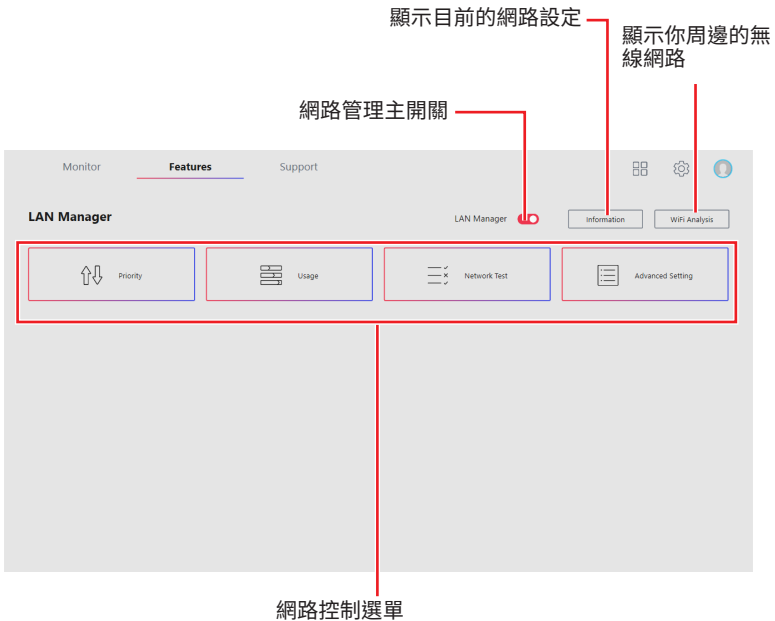 顯示目前的網路設定
顯示你周邊的無
線網路
網路管理主開關
Monitor Features Support
LAN Manager LAN Manager Information WiFi Analysis
Priority Usage Network Test Advanced Setting
網路控制選單